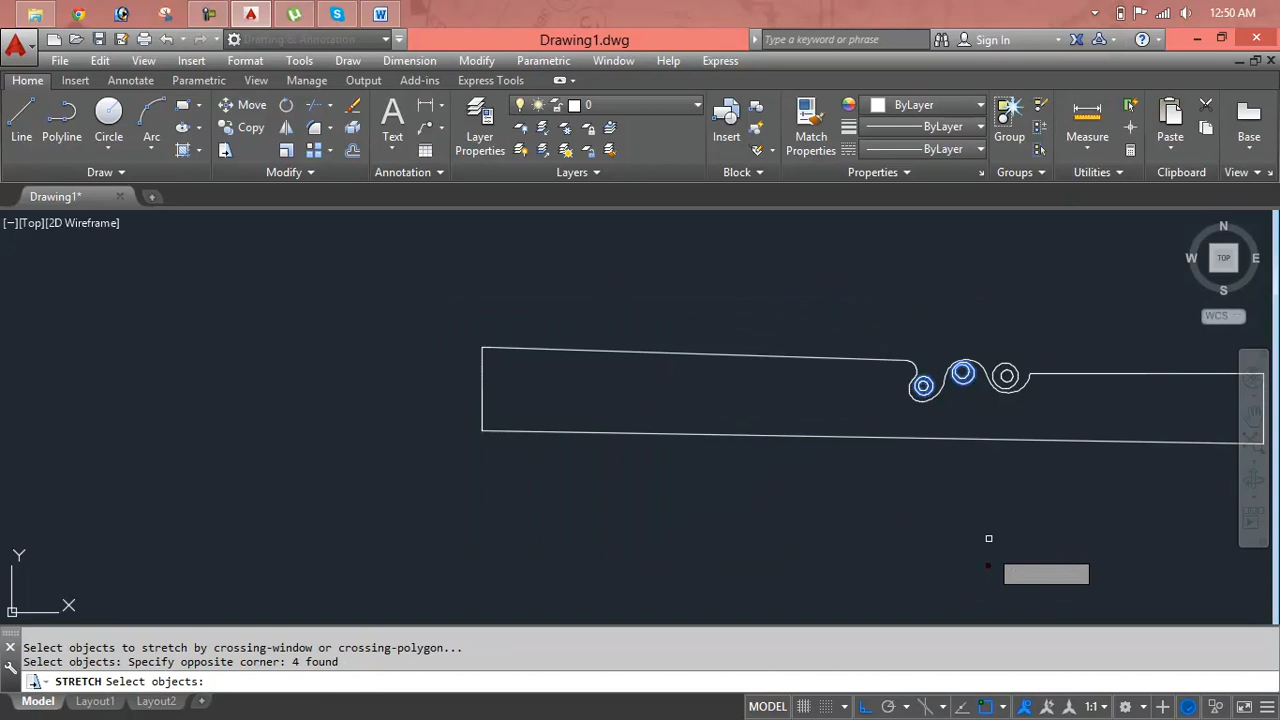 12:50 AM
Drafting & Annotation
Drawing1.dwg
Type a keyword or phrase
Sign In
File Edit View Insert Format Tools Draw Dimension Modify Parametric Window Help Express
Home Insert Annotate Parametric View Manage Output Add-ins Express Tools
Move
Copy
0
ByLayer
ByLayer
ByLayer
Line Polyline Circle Arc
Text
Layer
Properties
Insert
Match
Properties
Group
Measure
Paste
Base
Draw Modify Annotation Layers Block Properties Groups Utilities Clipboard View
Drawing1*
[−][Top][2D Wireframe]
N
W TOP E
S
WCS
Y
X
Select objects to stretch by crossing-window or crossing-polygon...
Select objects: Specify opposite corner: 4 found
STRETCH Select objects:
Model Layout1 Layout2
MODEL
1:1